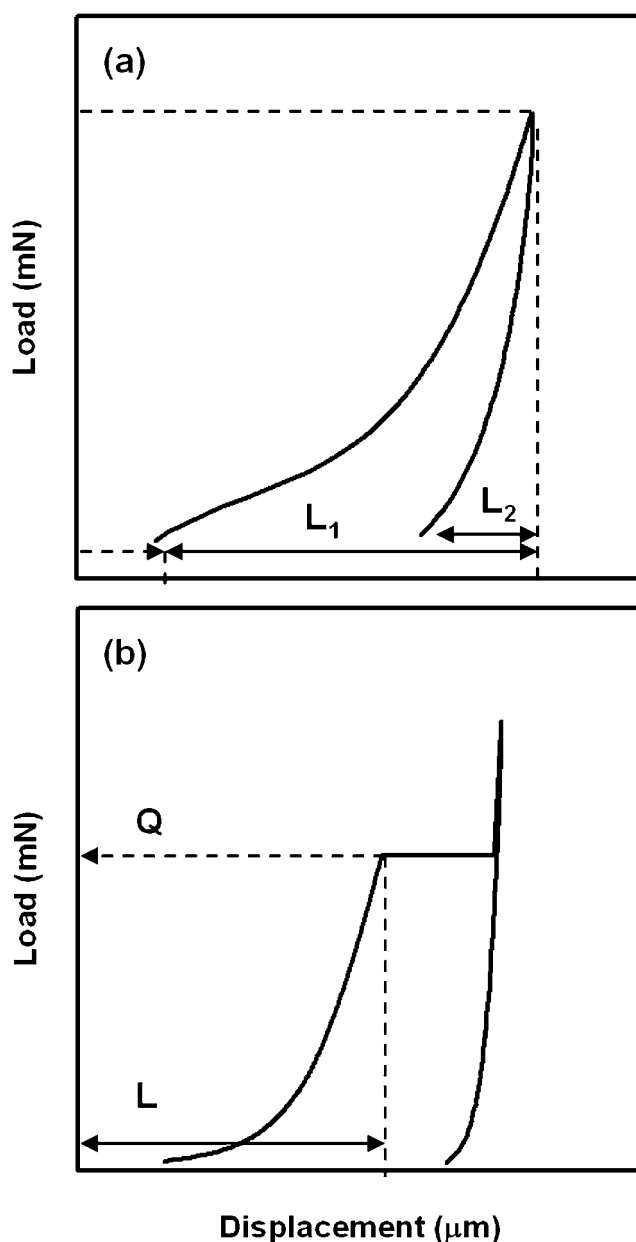 (a)
Load (mN)
L₁
L₂
(b)
Q
Load (mN)
L
Displacement (μm)